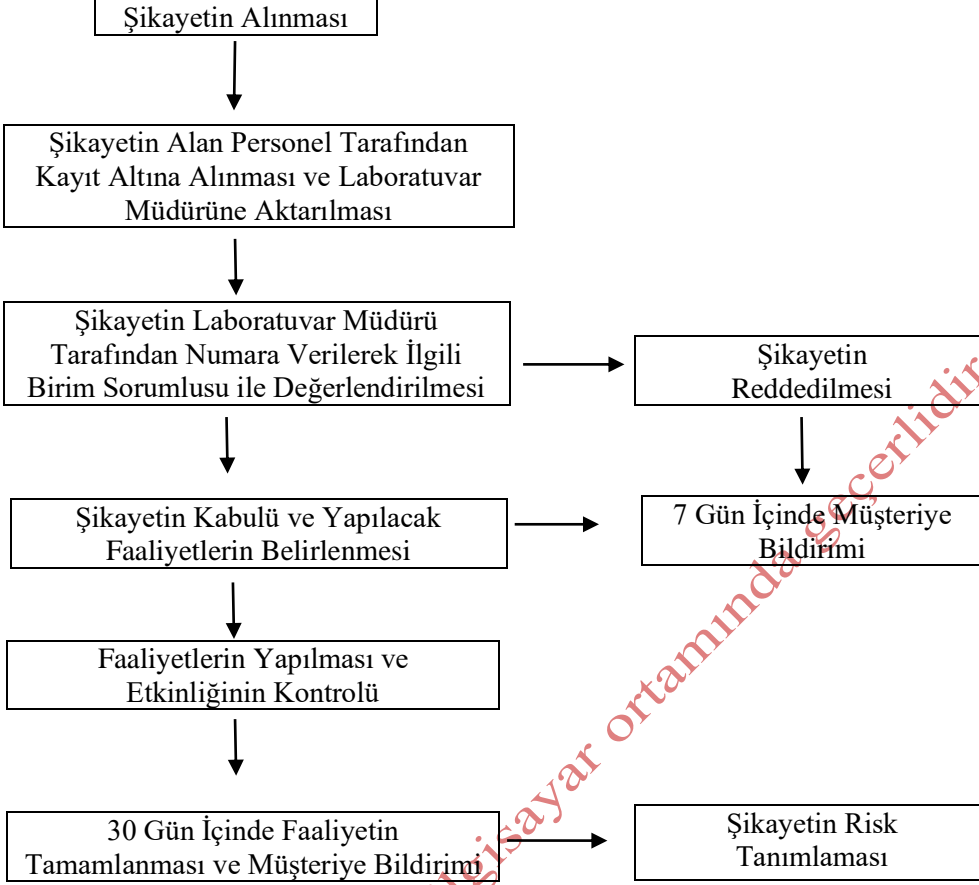 Şikayetin Alınması
Şikayetin Alan Personel Tarafından
Kayıt Altına Alınması ve Laboratuvar
Müdürüne Aktarılması
Şikayetin Laboratuvar Müdürü
Tarafından Numara Verilerek İlgili
Birim Sorumlusu ile Değerlendirilmesi
Şikayetin
Reddedilmesi
Şikayetin Kabulü ve Yapılacak
Faaliyetlerin Belirlenmesi
7 Gün İçinde Müşteriye
Bildirimi
Faaliyetlerin Yapılması ve
Etkinliğinin Kontrolü
30 Gün İçinde Faaliyetin
Tamamlanması ve Müşteriye Bildirimi
Şikayetin Risk
Tanımlaması
ortamında geçerlidir